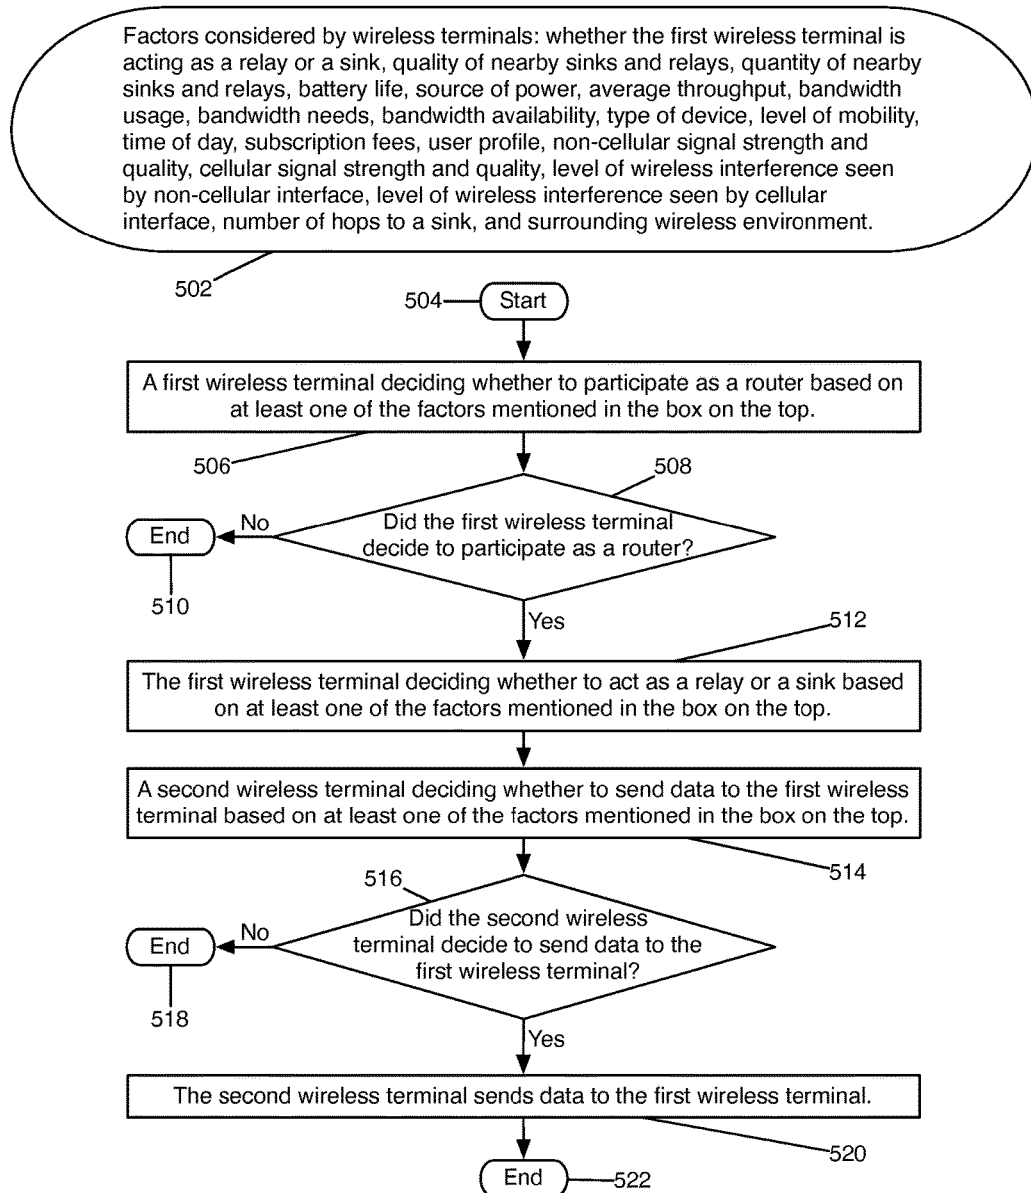 Factors considered by wireless terminals: whether the first wireless terminal is
acting as a relay or a sink, quality of nearby sinks and relays, quantity of nearby
sinks and relays, battery life, source of power, average throughput, bandwidth
usage, bandwidth needs, bandwidth availability, type of device, level of mobility,
time of day, subscription fees, user profile, non-cellular signal strength and
quality, cellular signal strength and quality, level of wireless interference seen
by non-cellular interface, level of wireless interference seen by cellular
interface, number of hops to a sink, and surrounding wireless environment.
502
504
Start
A first wireless terminal deciding whether to participate as a router based on
at least one of the factors mentioned in the box on the top.
506
508
Did the first wireless terminal
decide to participate as a router?
No
End
510
Yes
512
The first wireless terminal deciding whether to act as a relay or a sink based
on at least one of the factors mentioned in the box on the top.
A second wireless terminal deciding whether to send data to the first wireless
terminal based on at least one of the factors mentioned in the box on the top.
514
516
Did the second wireless
terminal decide to send data to the
first wireless terminal?
No
End
518
Yes
The second wireless terminal sends data to the first wireless terminal.
520
End
522